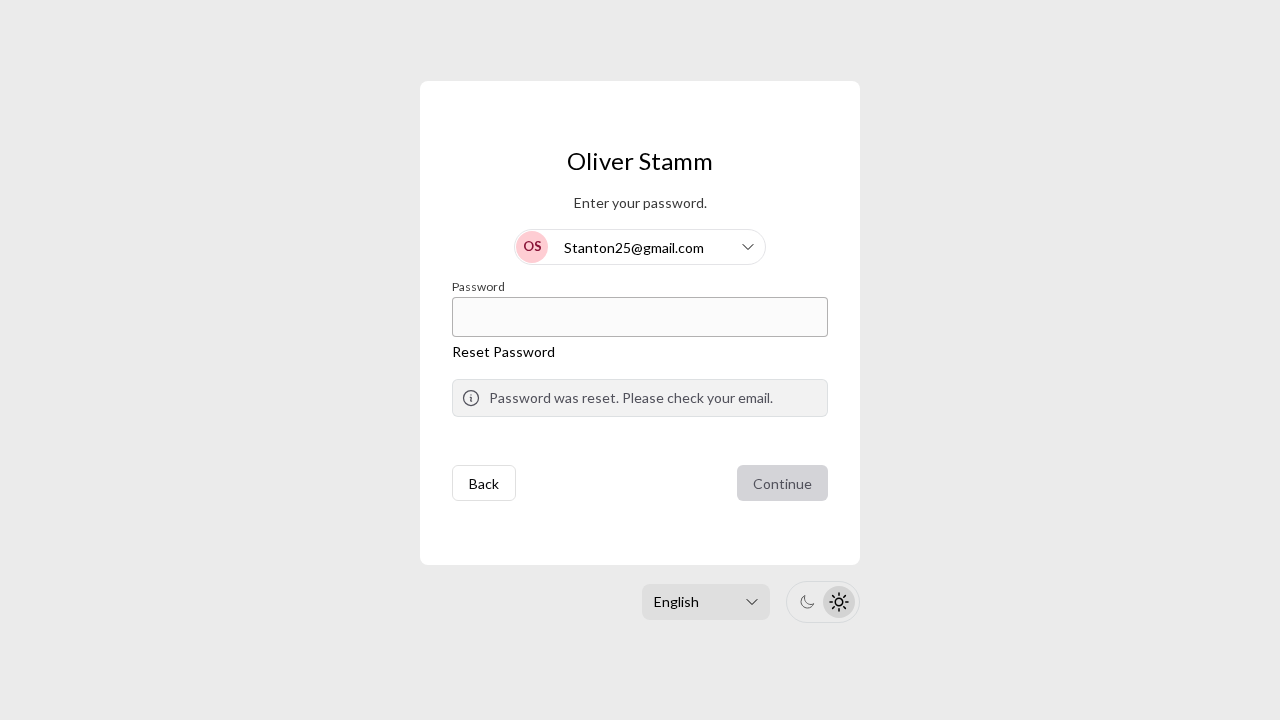 Oliver Stamm
Enter your password.
OS
Stanton25@gmail.com
Password
Reset Password
Password was reset. Please check your email.
Back
Continue
English